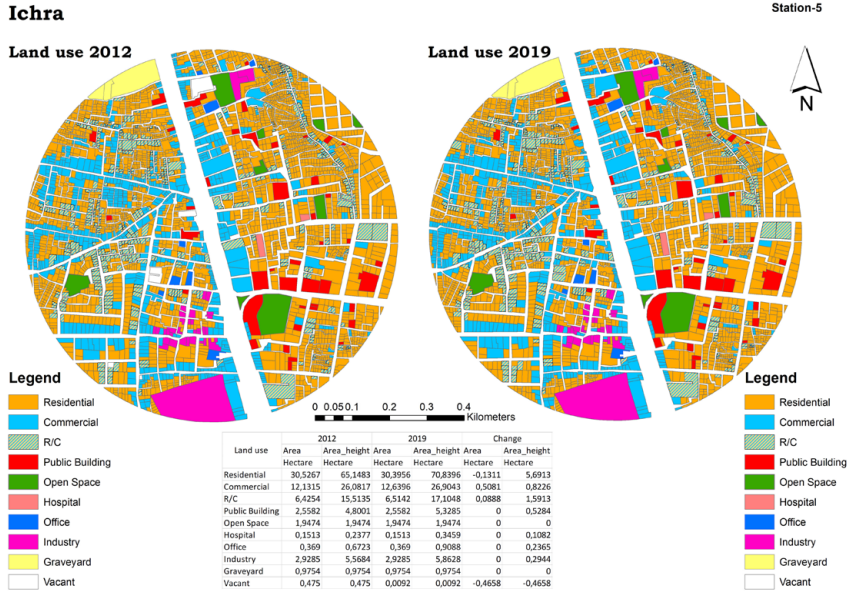 Ichra
Station-5
Land use 2012
Land use 2019
N
Legend
Residential
Commercial
R/C
Public Building
Open Space
Hospital
Office
Industry
Graveyard
Vacant
0 0.05 0.1 0.2 0.3 0.4
Kilometers
2012 2019 Change
Land use Area Area_height Area Area_height Area Area_height
Hectare Hectare Hectare Hectare Hectare Hectare
Residential 30,5267 65,1483 30,3956 70,8396 -0,1311 5,6913
Commercial 12,1315 26,0817 12,6396 26,9043 0,5081 0,8226
R/C 6,4254 15,5135 6,5142 17,1048 0,0888 1,5913
Public Building 2,5582 4,8001 2,5582 5,3285 0 0,5284
Open Space 1,9474 1,9474 1,9474 1,9474 0 0
Hospital 0,1513 0,2377 0,1513 0,3459 0 0,1082
Office 0,369 0,6723 0,369 0,9088 0 0,2365
Industry 2,9285 5,5684 2,9285 5,8628 0 0,2944
Graveyard 0,9754 0,9754 0,9754 0,9754 0 0
Vacant 0,475 0,475 0,0092 0,0092 -0,4658 -0,4658
Legend
Residential
Commercial
R/C
Public Building
Open Space
Hospital
Office
Industry
Graveyard
Vacant